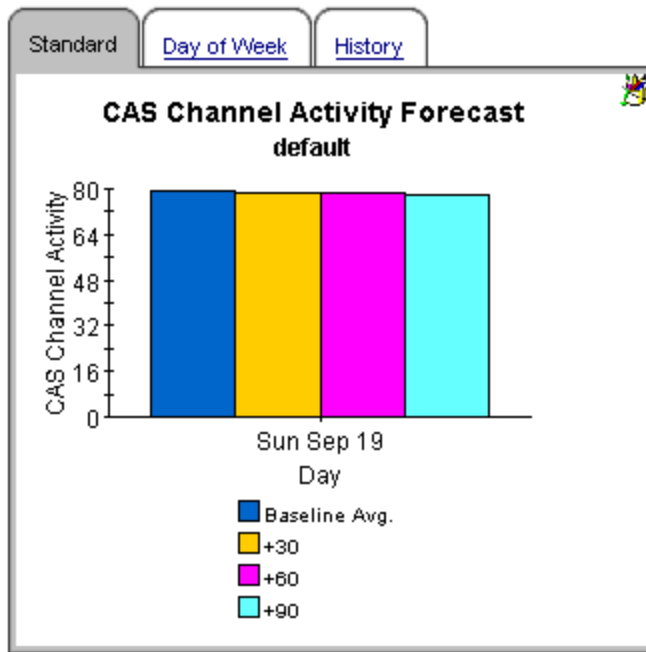 Standard
Day of Week
History
CAS Channel Activity Forecast
default
CAS Channel Activity
80
64
48
32
16
0
Sun Sep 19
Day
Baseline Avg.
+30
+60
+90